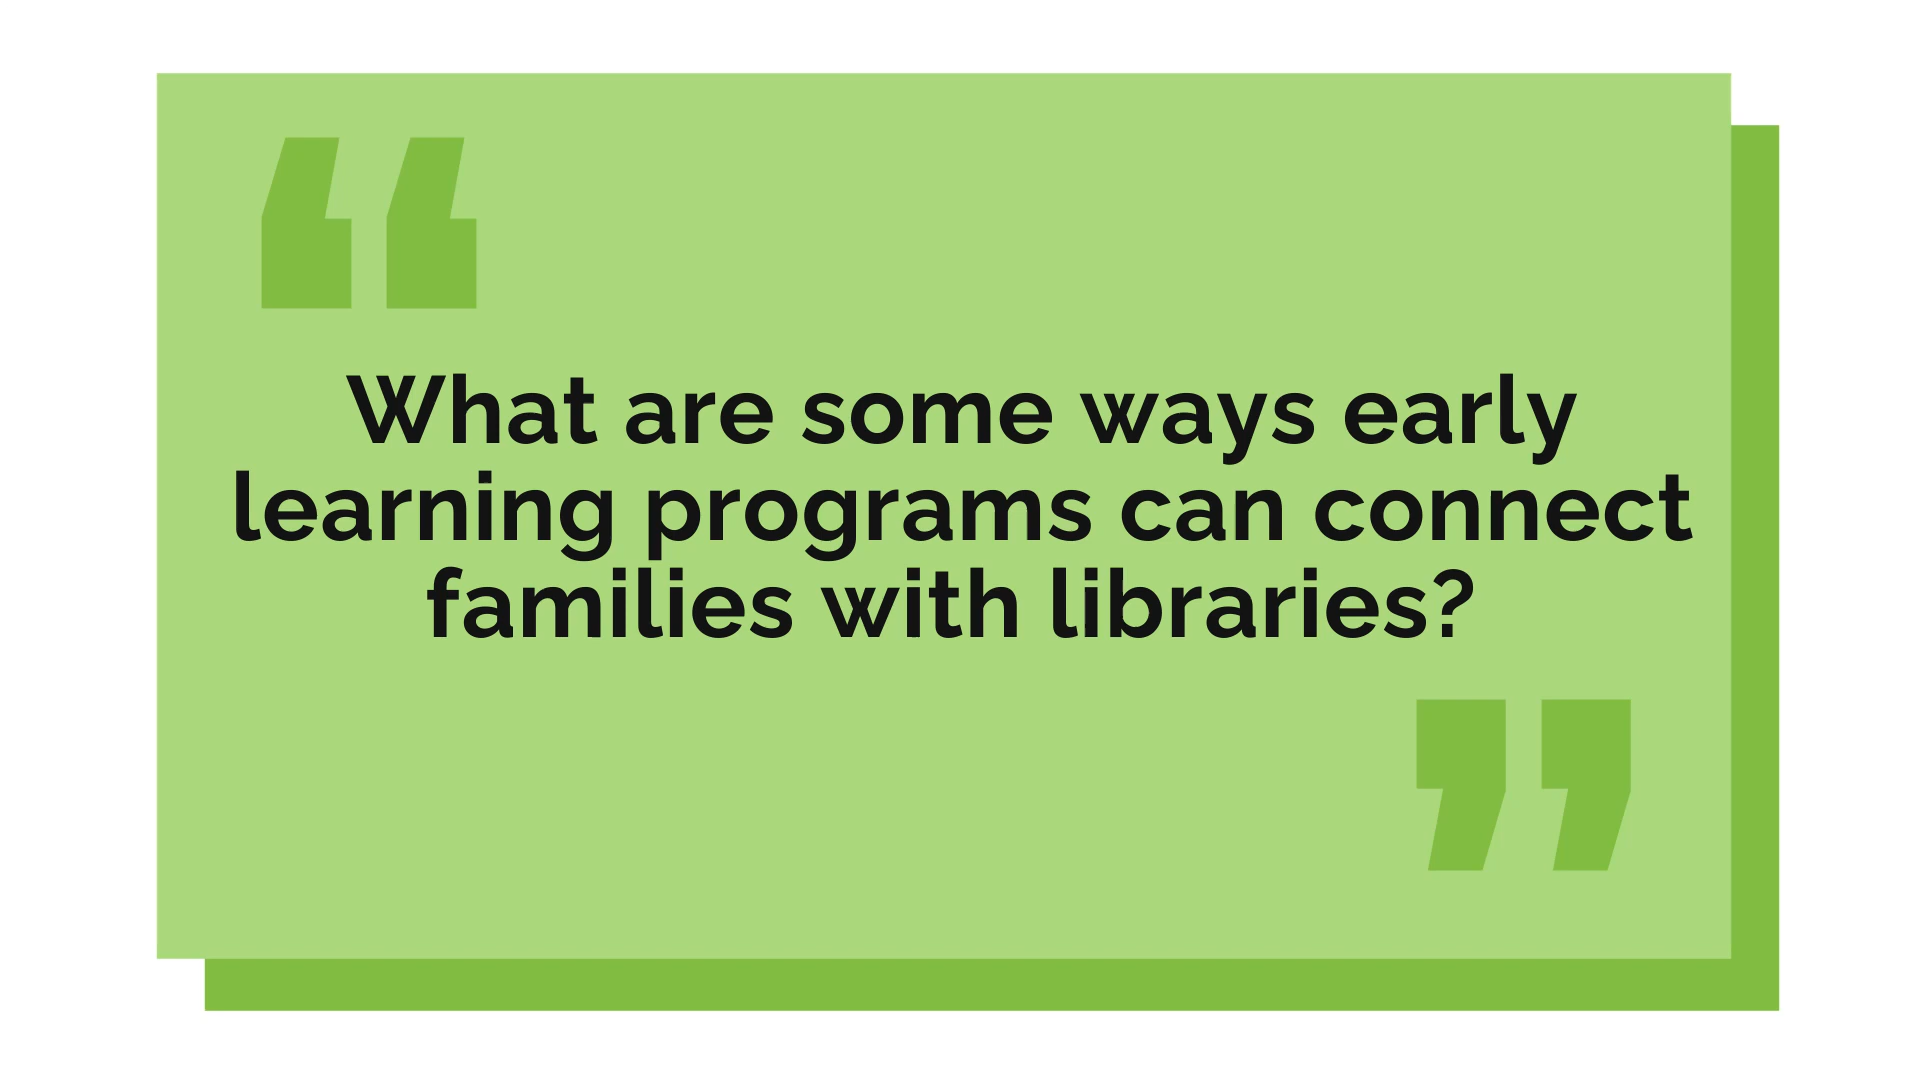 “
What are some ways early
learning programs can connect
families with libraries?
”